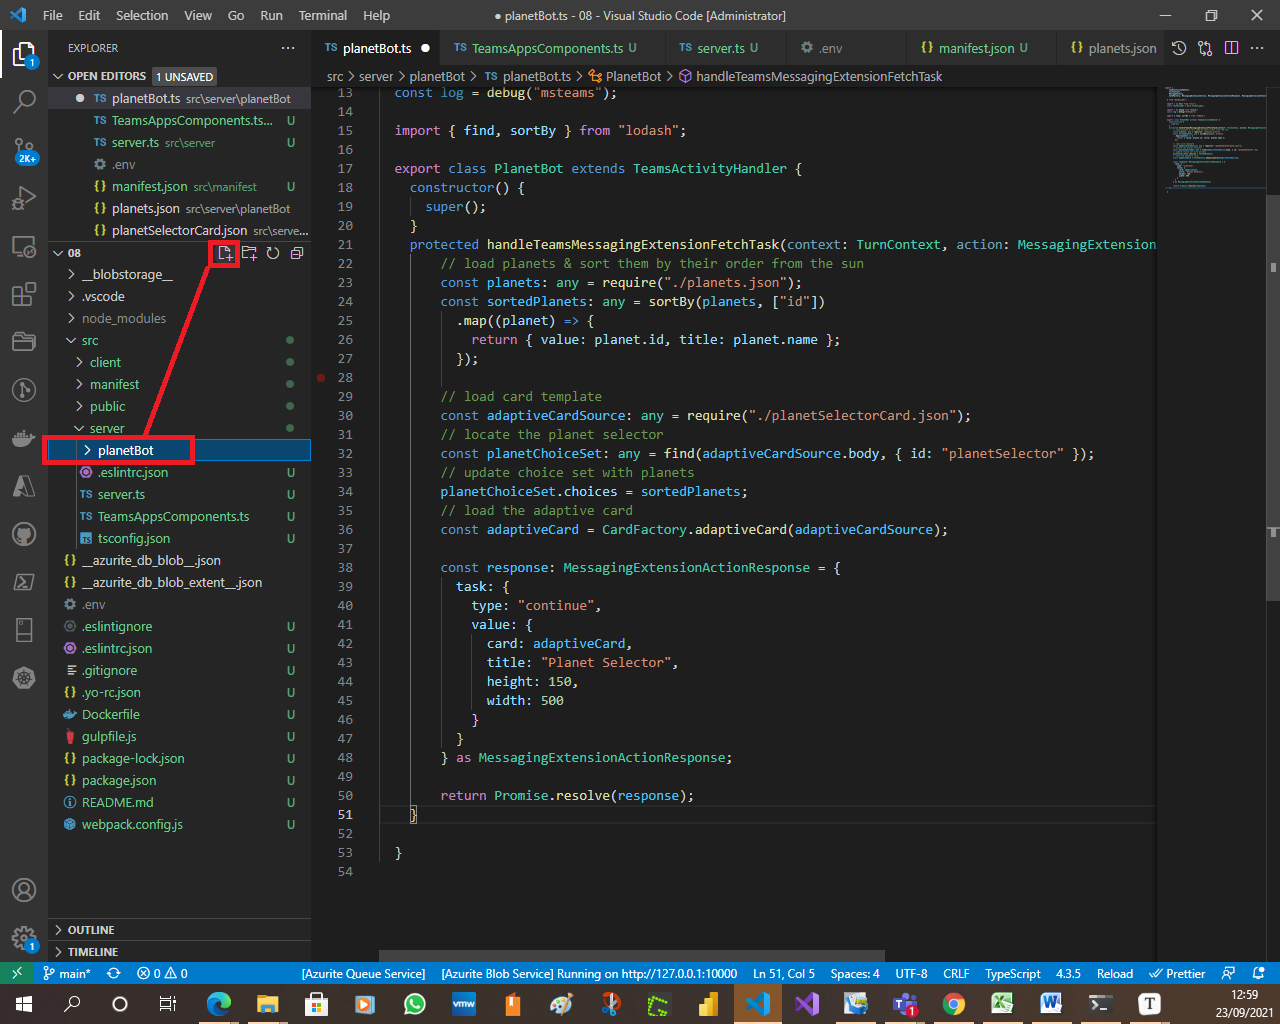 File Edit Selection View Go Run Terminal Help ● planetBot.ts - 08 - Visual Studio Code [Administrator]
EXPLORER ···
TS planetBot.ts ●
TS TeamsAppsComponents.ts U
TS server.ts U
.env
{} manifest.json U
{} planets.json
OPEN EDITORS 1 UNSAVED
● TS planetBot.ts src\server\planetBot
TS TeamsAppsComponents.ts... U
TS server.ts src\server U
.env
{} manifest.json src\manifest U
{} planets.json src\server\planetBot
{} planetSelectorCard.json src\serve...
08
__blobstorage__
.vscode
node_modules
src
client
manifest
public
server
planetBot
.eslintrc.json U
TS server.ts U
TS TeamsAppsComponents.ts U
TS tsconfig.json U
{} __azurite_db_blob__.json
{} __azurite_db_blob_extent__.json
.env
.eslintignore U
.eslintrc.json U
.gitignore U
{} .yo-rc.json U
Dockerfile U
gulpfile.js U
{} package-lock.json U
{} package.json U
README.md U
webpack.config.js U
OUTLINE
TIMELINE
1
2K+
1
src > server > planetBot > TS planetBot.ts > PlanetBot > handleTeamsMessagingExtensionFetchTask
13 const log = debug("msteams");
14
15 import { find, sortBy } from "lodash";
16
17 export class PlanetBot extends TeamsActivityHandler {
18 constructor() {
19 super();
20 }
21 protected handleTeamsMessagingExtensionFetchTask(context: TurnContext, action: MessagingExtension
22 // load planets & sort them by their order from the sun
23 const planets: any = require("./planets.json");
24 const sortedPlanets: any = sortBy(planets, ["id"])
25 .map((planet) => {
26 return { value: planet.id, title: planet.name };
27 });
28
29 // load card template
30 const adaptiveCardSource: any = require("./planetSelectorCard.json");
31 // locate the planet selector
32 const planetChoiceSet: any = find(adaptiveCardSource.body, { id: "planetSelector" });
33 // update choice set with planets
34 planetChoiceSet.choices = sortedPlanets;
35 // load the adaptive card
36 const adaptiveCard = CardFactory.adaptiveCard(adaptiveCardSource);
37
38 const response: MessagingExtensionActionResponse = {
39 task: {
40 type: "continue",
41 value: {
42 card: adaptiveCard,
43 title: "Planet Selector",
44 height: 150,
45 width: 500
46 }
47 }
48 } as MessagingExtensionActionResponse;
49
50 return Promise.resolve(response);
51 }
52
53 }
54
main* 0 0 [Azurite Queue Service] [Azurite Blob Service] Running on http://127.0.0.1:10000 Ln 51, Col 5 Spaces: 4 UTF-8 CRLF TypeScript 4.3.5 Reload Prettier
vmw
1
T
12:59
23/09/2021